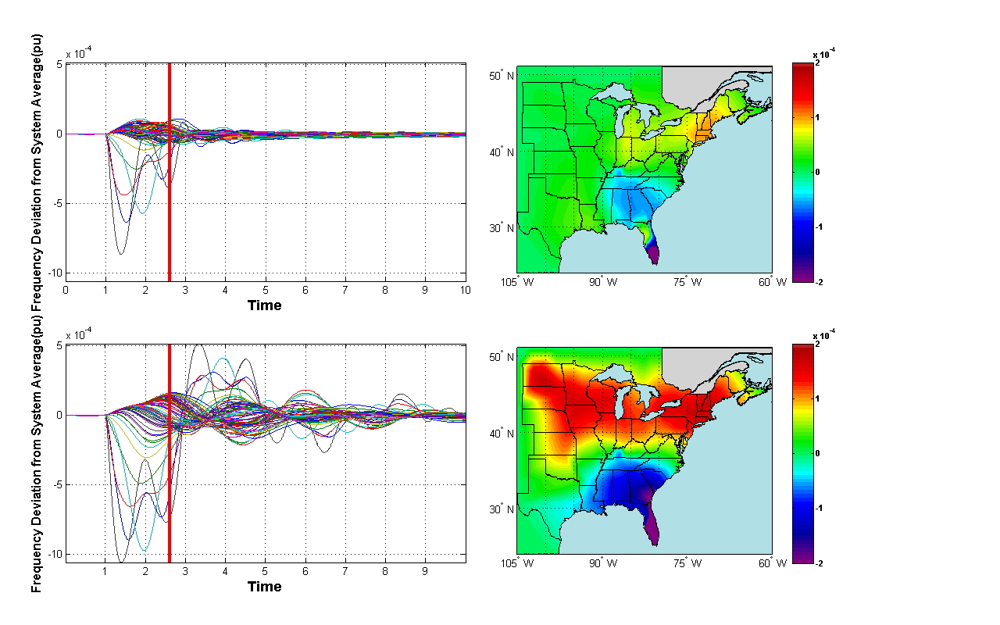 Frequency Deviation from System Average(pu)
x 10^-4
5
0
-5
-10
0 1 2 3 4 5 6 7 8 9 10
Time
50° N
40° N
30° N
105° W 90° W 75° W 60° W
x 10^-4
2
1
0
-1
-2
Frequency Deviation from System Average(pu)
x 10^-4
5
0
-5
-10
1 2 3 4 5 6 7 8 9
Time
50° N
40° N
30° N
105° W 90° W 75° W 60° W
x 10^-4
2
1
0
-1
-2